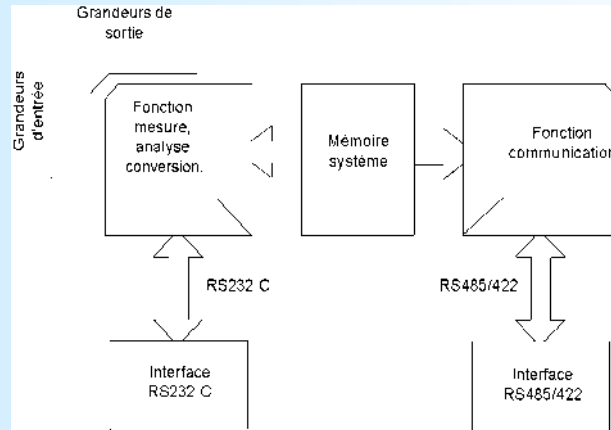 Grandeurs de
sortie
Grandeurs
d'entrée
Fonction
mesure,
analyse
conversion.
Mémoire
système
Fonction
communication
RS232 C
RS485/422
Interface
RS232 C
Interface
RS485/422